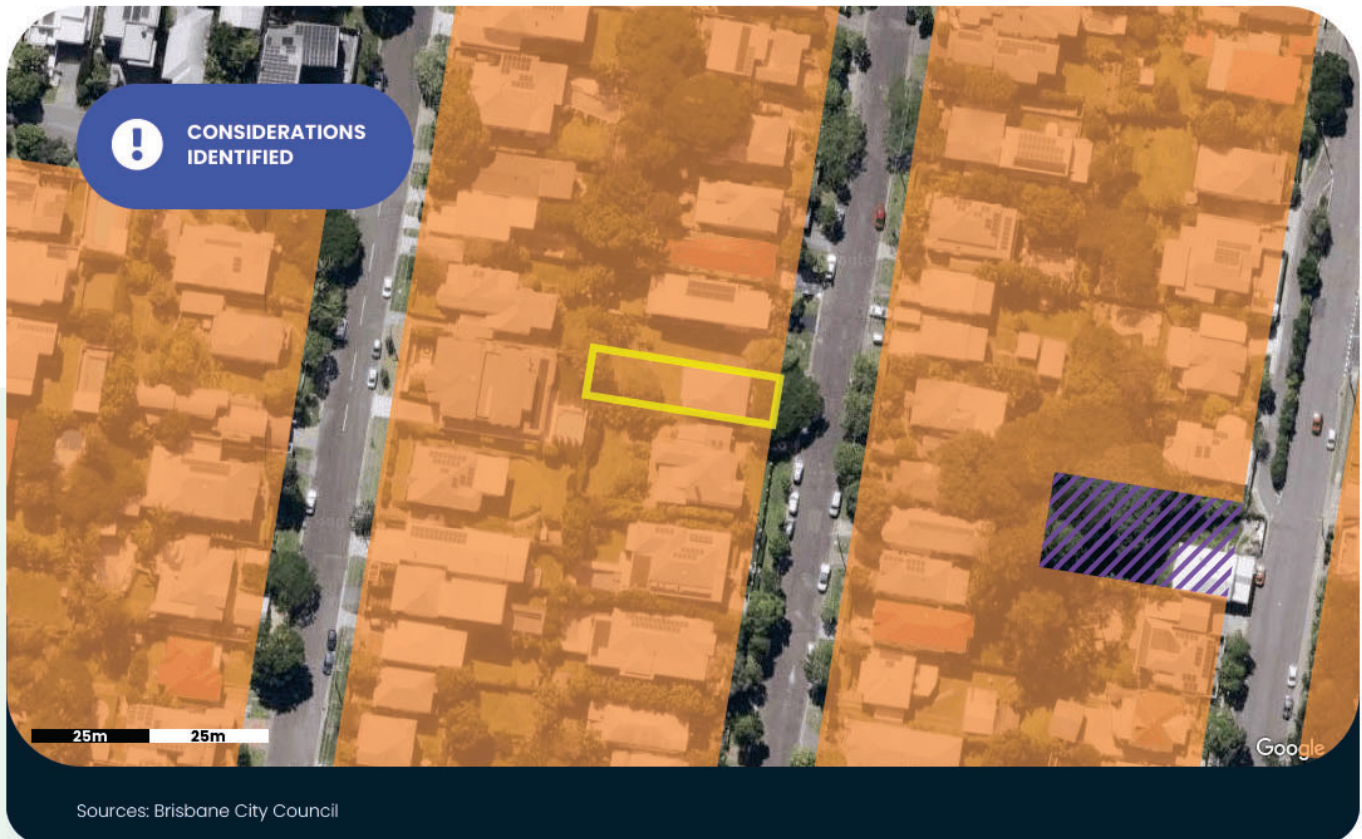 CONSIDERATIONS
IDENTIFIED
25m 25m
Google
Sources: Brisbane City Council